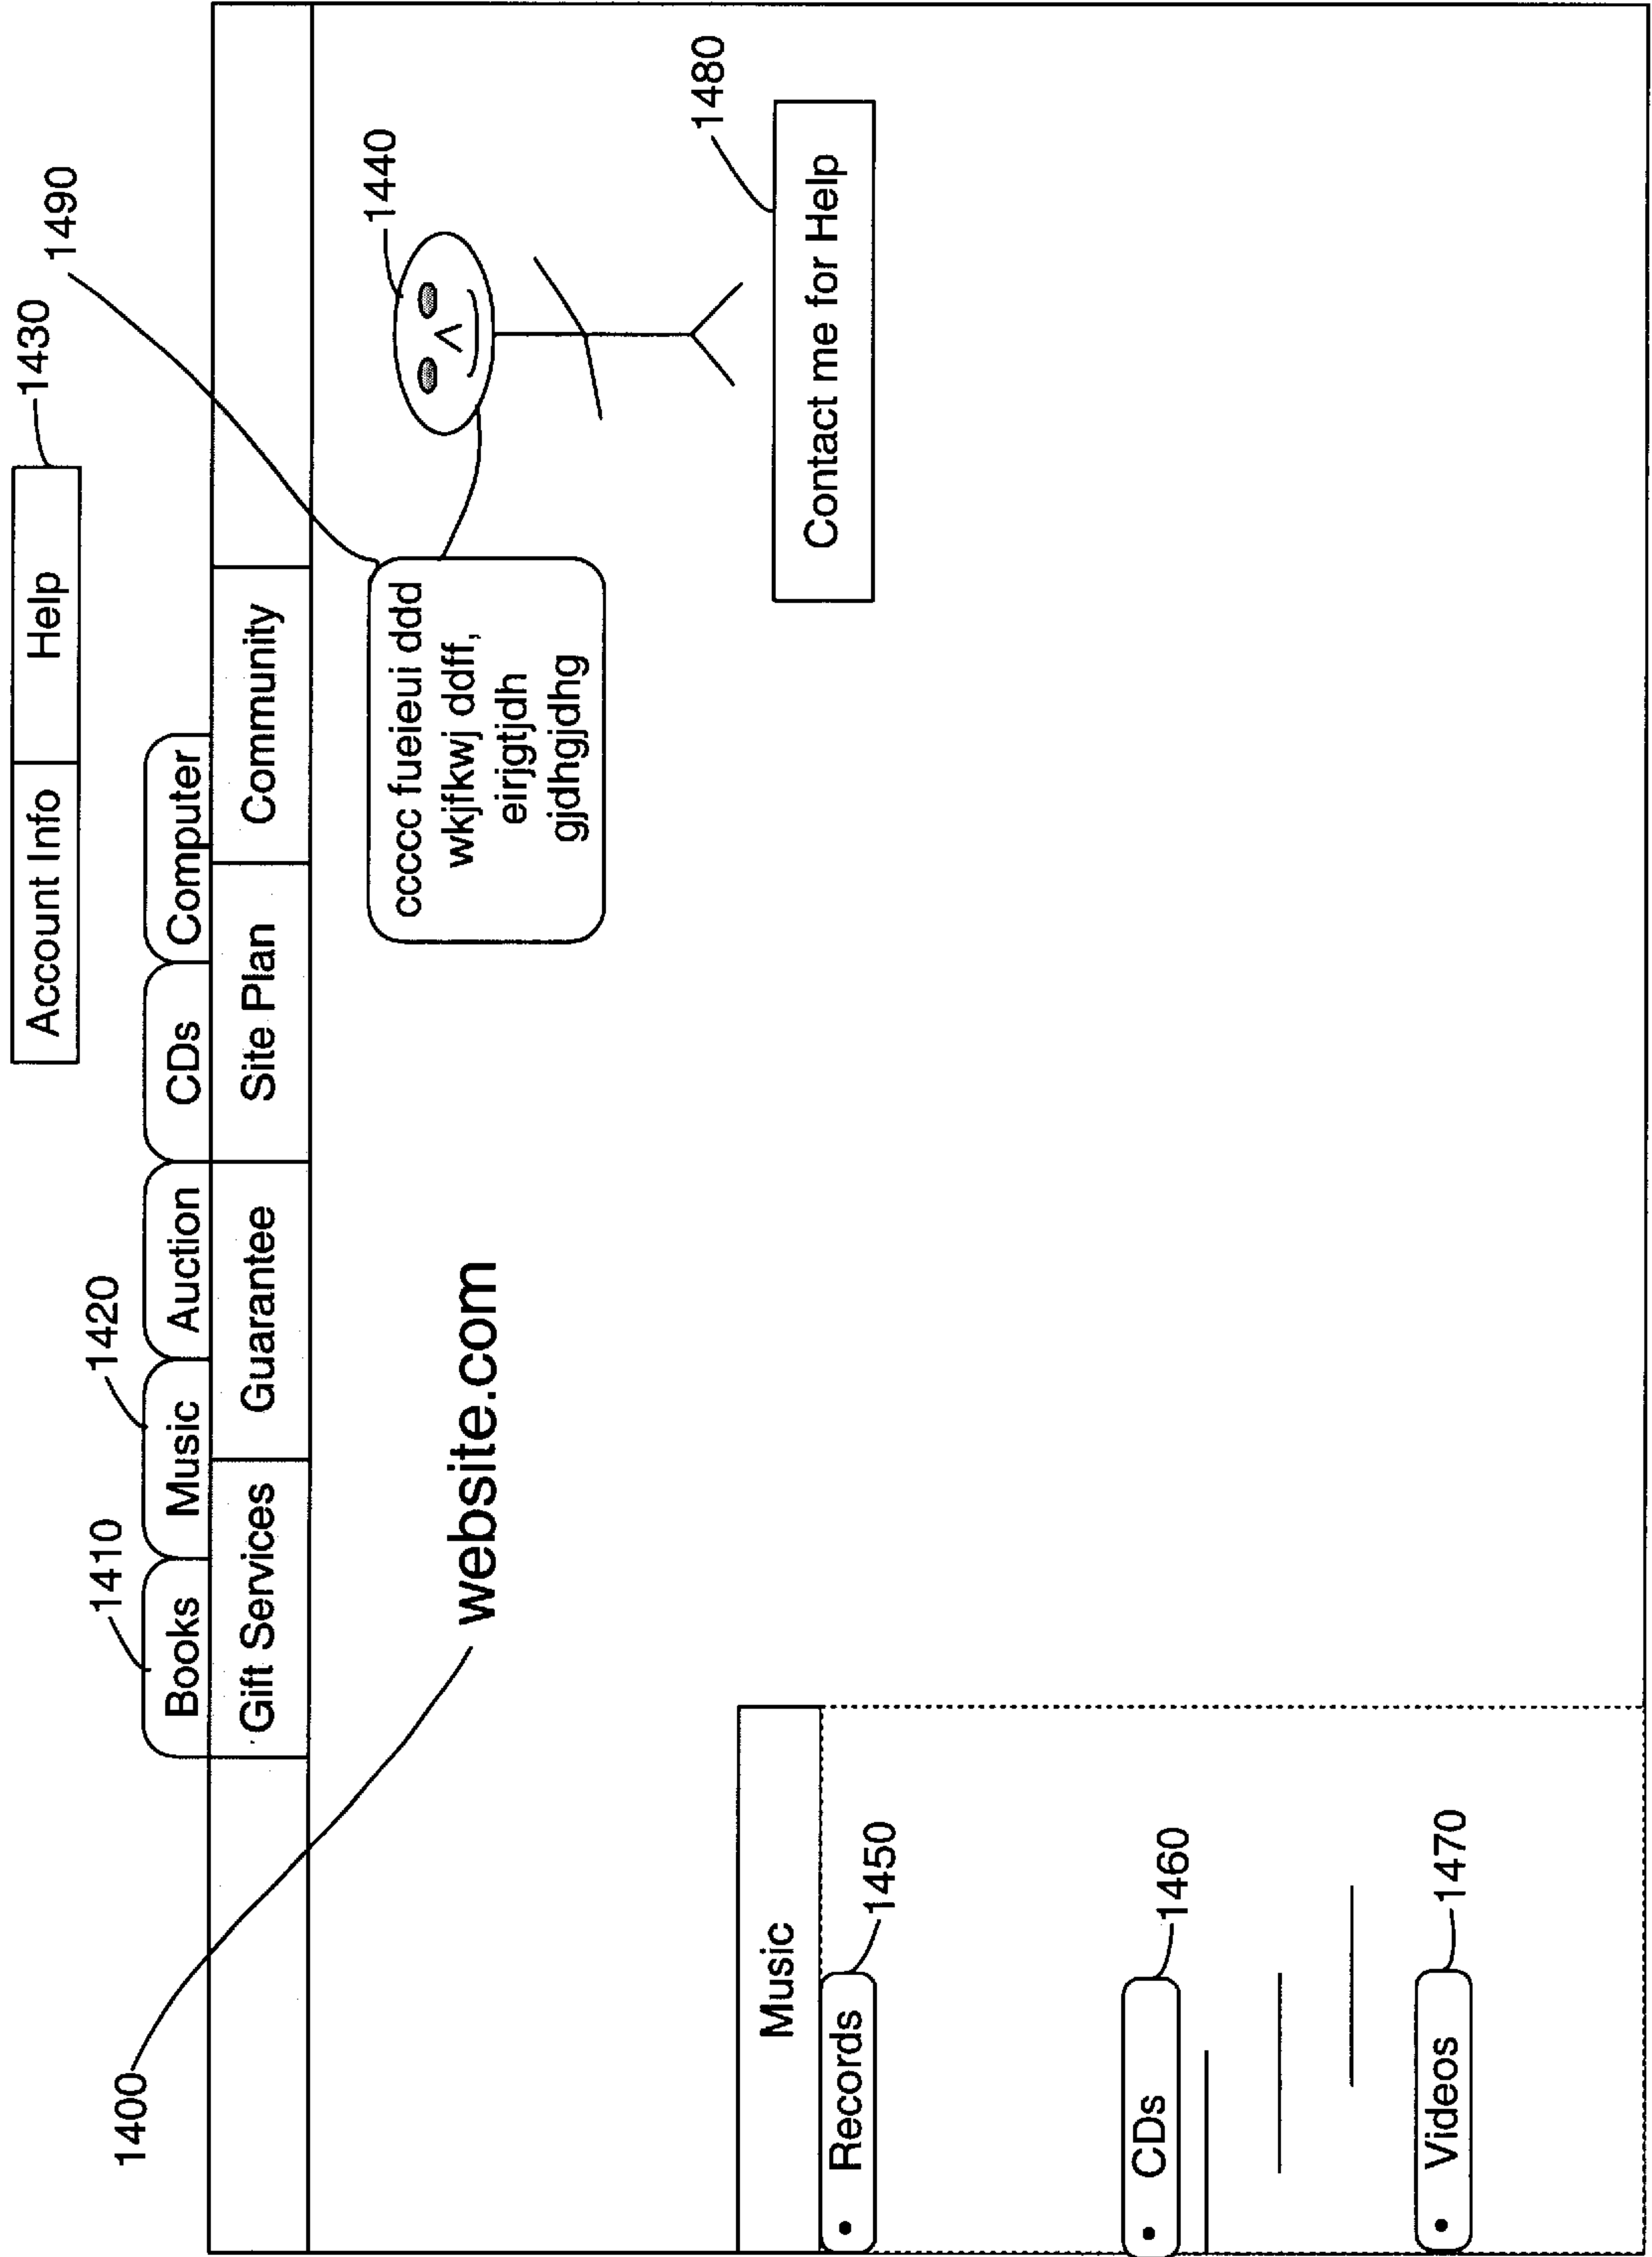 Account Info Help 1430
1490
1410 1420
1400
Books Music Auction CDs Computer
Gift Services Guarantee Site Plan Community
1440
website.com
ccccc fueieui ddd
wkjfkwj ddff,
eirjgtjdh
gjdhgjdhg
1480
Contact me for Help
Music
• Records
1450
• CDs
1460
• Videos
1470